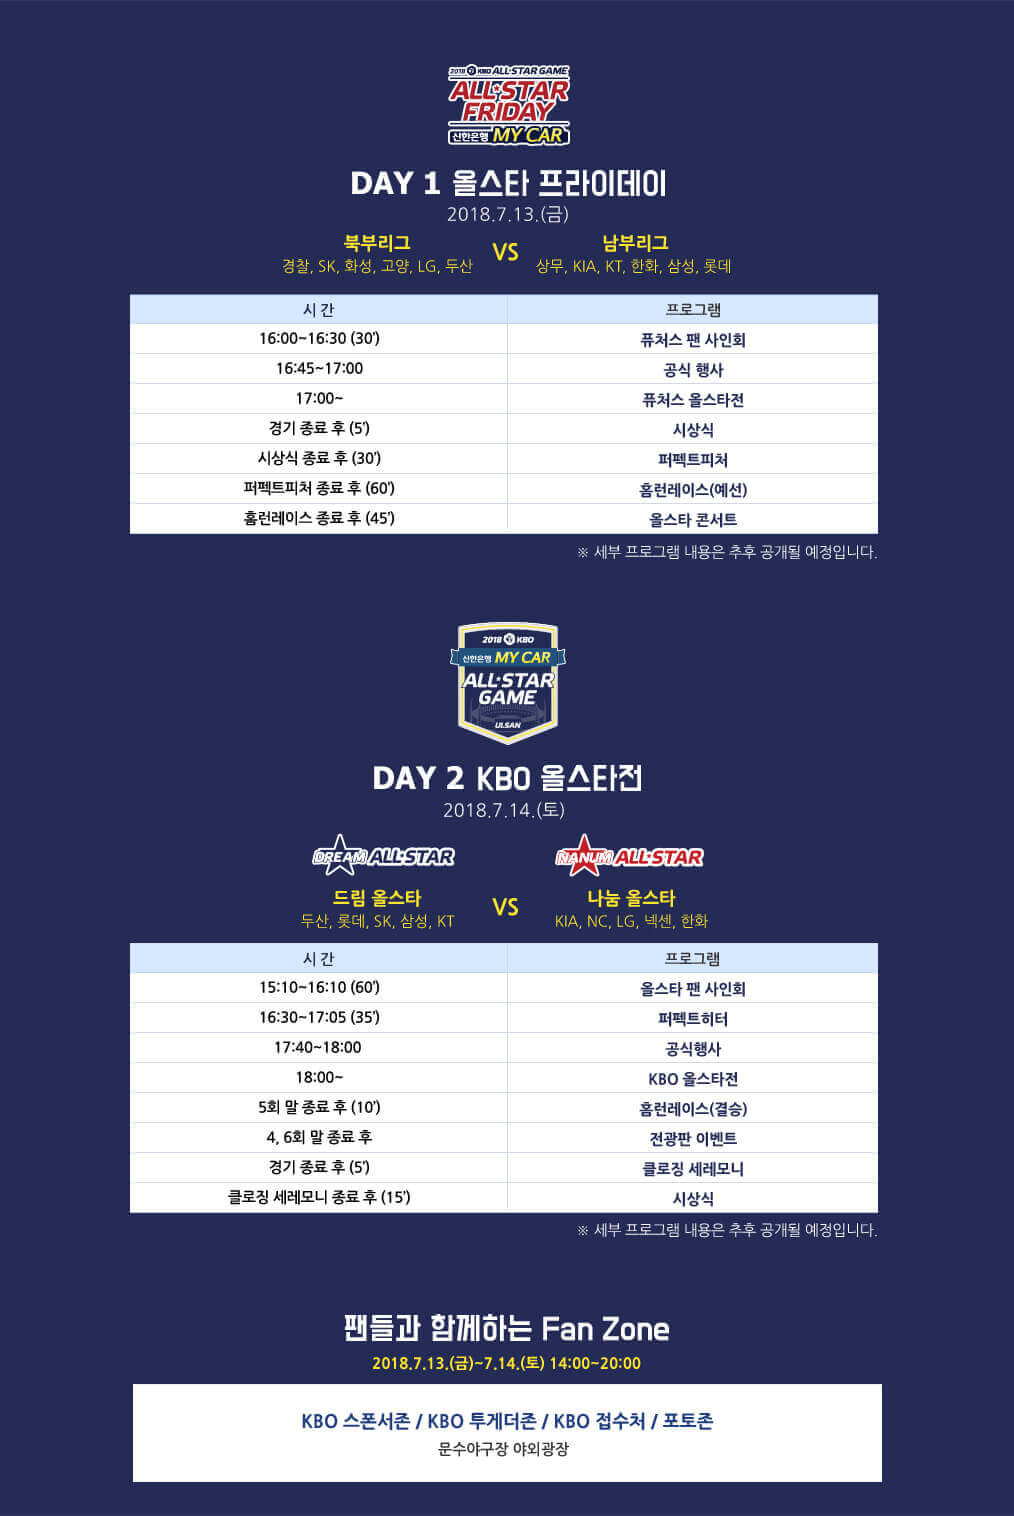 2018 KBO ALL·STAR GAME
ALL★STAR
FRIDAY
신한은행 MY CAR
DAY 1 올스타 프라이데이
2018.7.13.(금)
북부리그 VS 남부리그
경찰, SK, 화성, 고양, LG, 두산 상무, KIA, KT, 한화, 삼성, 롯데
시 간 프로그램
16:00~16:30 (30') 퓨처스 팬 사인회
16:45~17:00 공식 행사
17:00~ 퓨처스 올스타전
경기 종료 후 (5') 시상식
시상식 종료 후 (30') 퍼펙트피처
퍼펙트피처 종료 후 (60') 홈런레이스(예선)
홈런레이스 종료 후 (45') 올스타 콘서트
※ 세부 프로그램 내용은 추후 공개될 예정입니다.
2018 KBO
신한은행 MY CAR
ALL★STAR
GAME
ULSAN
DAY 2 KBO 올스타전
2018.7.14.(토)
DREAM ALL★STAR NANUM ALL★STAR
드림 올스타 VS 나눔 올스타
두산, 롯데, SK, 삼성, KT KIA, NC, LG, 넥센, 한화
시 간 프로그램
15:10~16:10 (60') 올스타 팬 사인회
16:30~17:05 (35') 퍼펙트히터
17:40~18:00 공식행사
18:00~ KBO 올스타전
5회 말 종료 후 (10') 홈런레이스(결승)
4, 6회 말 종료 후 전광판 이벤트
경기 종료 후 (5') 클로징 세레모니
클로징 세레모니 종료 후 (15') 시상식
※ 세부 프로그램 내용은 추후 공개될 예정입니다.
팬들과 함께하는 Fan Zone
2018.7.13.(금)~7.14.(토) 14:00~20:00
KBO 스폰서존 / KBO 투게더존 / KBO 접수처 / 포토존
문수야구장 야외광장